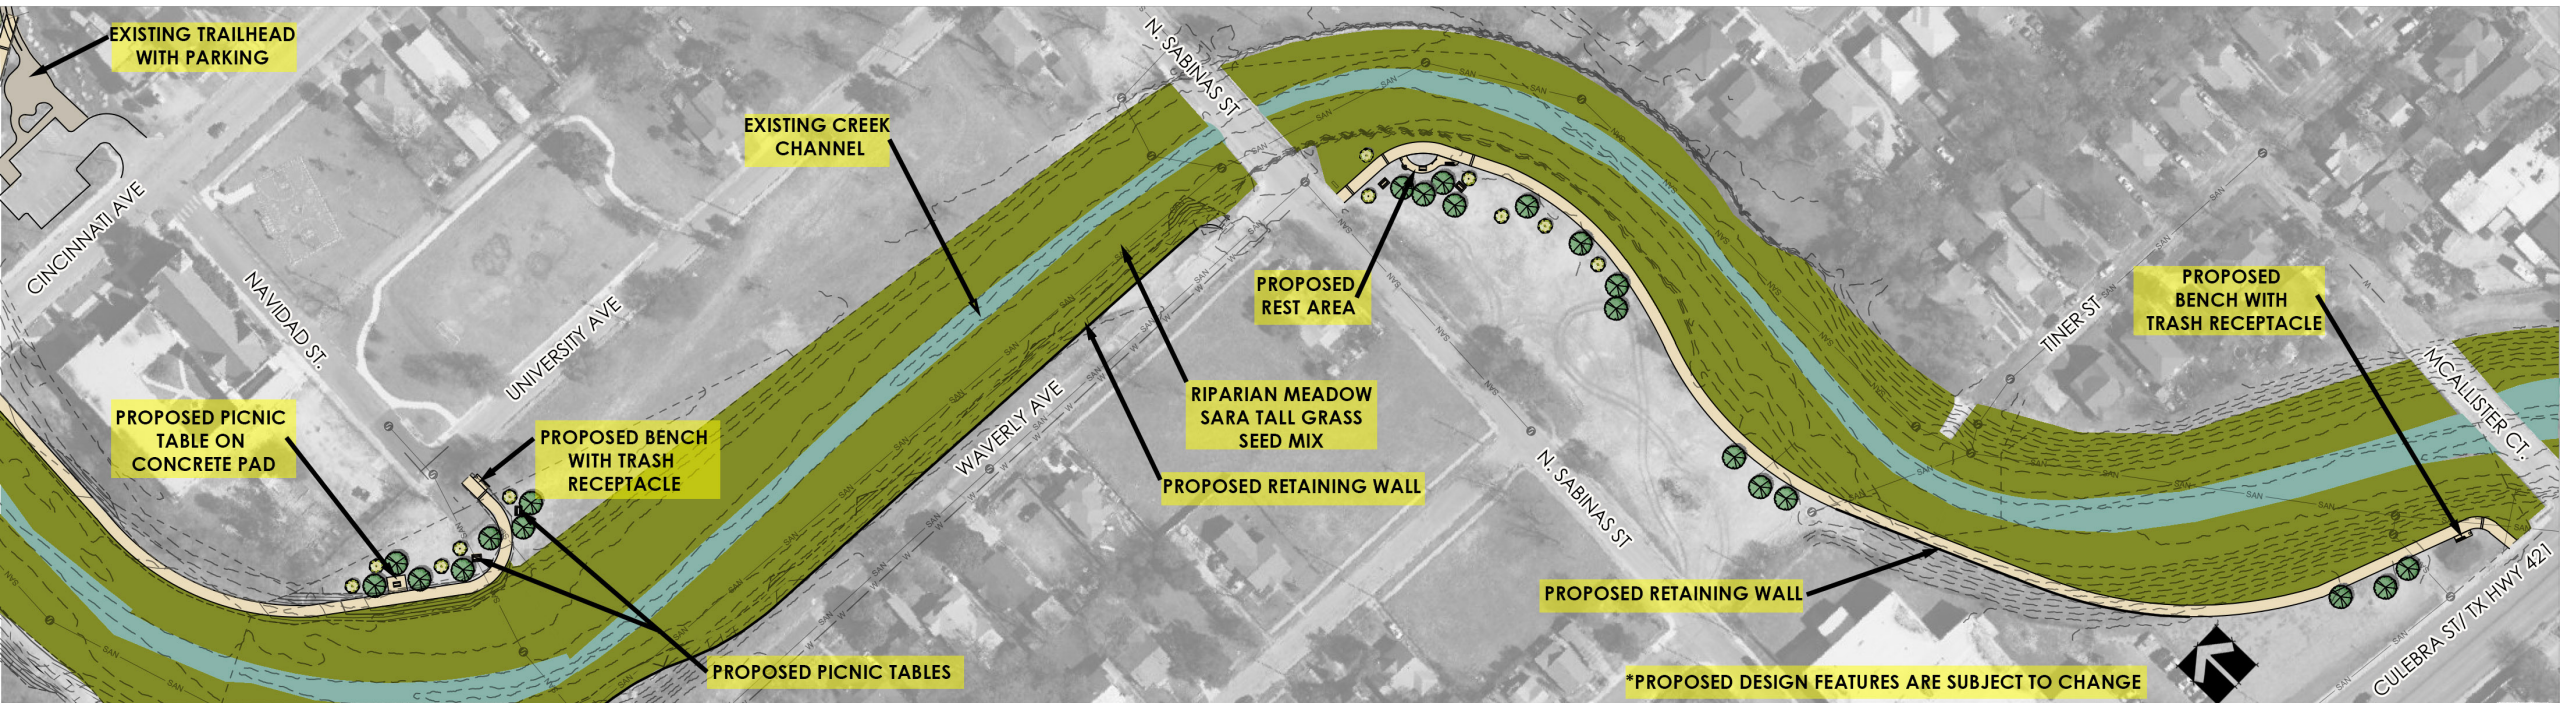 EXISTING TRAILHEAD
WITH PARKING
CINCINNATI AVE
NAVIDAD ST.
UNIVERSITY AVE
PROPOSED PICNIC
TABLE ON
CONCRETE PAD
PROPOSED BENCH
WITH TRASH
RECEPTACLE
PROPOSED PICNIC TABLES
EXISTING CREEK
CHANNEL
N. SABINAS ST
WAVERLY AVE
RIPARIAN MEADOW
SARA TALL GRASS
SEED MIX
PROPOSED RETAINING WALL
PROPOSED
REST AREA
N. SABINAS ST
PROPOSED RETAINING WALL
TINER ST
PROPOSED
BENCH WITH
TRASH RECEPTACLE
MCALLISTER CT.
CULEBRA ST/ TX HWY 421
*PROPOSED DESIGN FEATURES ARE SUBJECT TO CHANGE